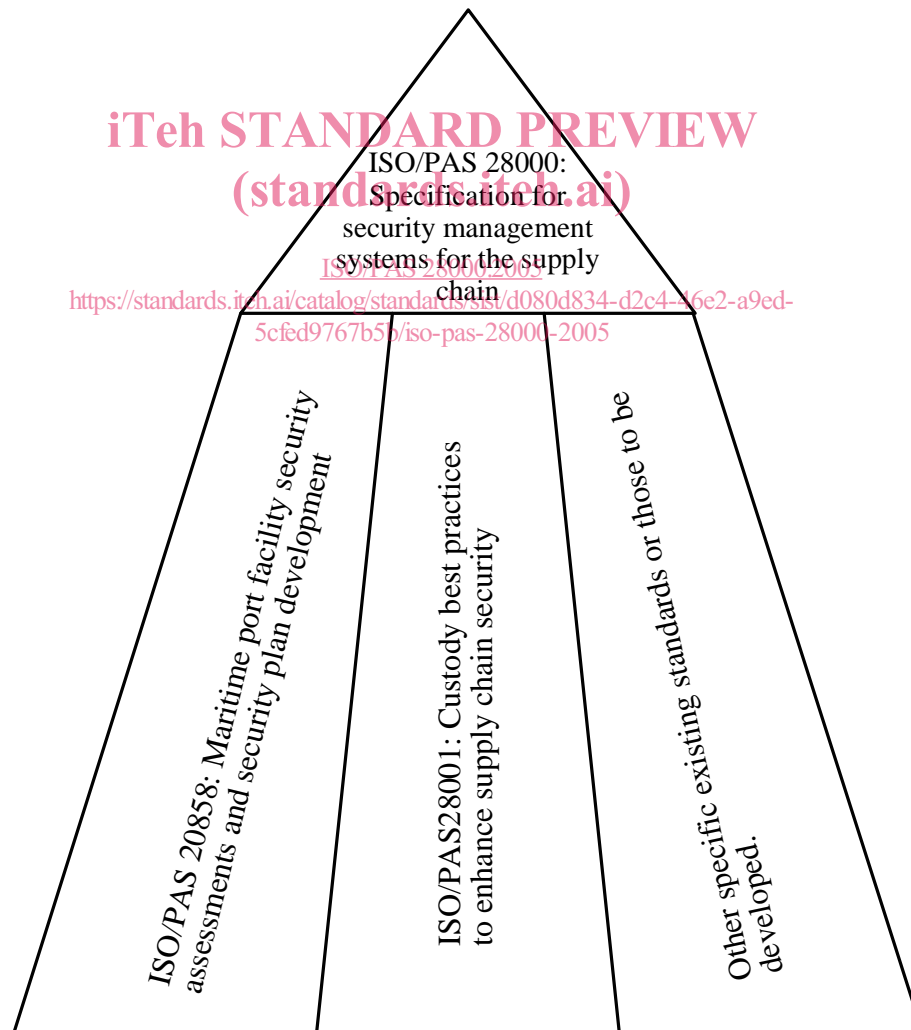 iTeh STANDARD PREVIEW
(standards.iteh.ai)
ISO/PAS 28000:
Specification for
security management
systems for the supply
chain
ISO/PAS 28000:2005
https://standards.iteh.ai/catalog/standards/sist/d080d834-d2c4-46e2-a9ed-
5cfed9767b5b/iso-pas-28000-2005
ISO/PAS 20858: Maritime port facility security
assessments and security plan development
ISO/PAS28001: Custody best practices
to enhance supply chain security
Other specific existing standards or those to be
developed.